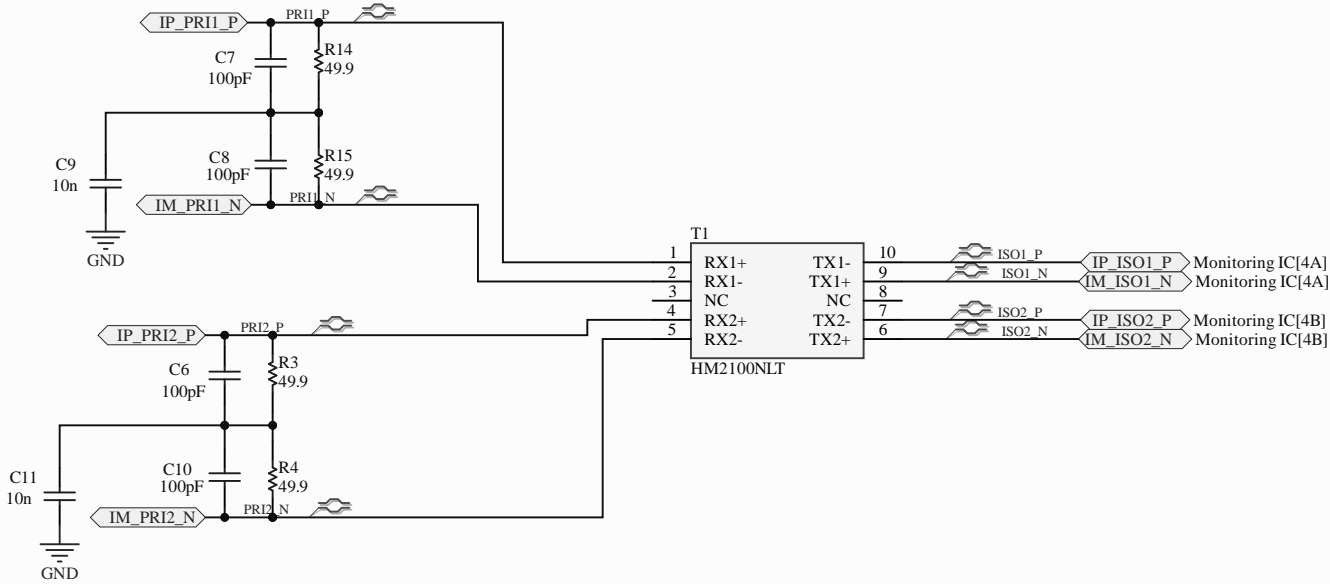 IP_PRI1_P
PRI1_P
C7
100pF
R14
49.9
C8
100pF
R15
49.9
C9
10n
IM_PRI1_N
PRI1_N
GND
T1
1 RX1+ TX1- 10 ISO1_P IP_ISO1_P Monitoring IC[4A]
2 RX1- TX1+ 9 ISO1_N IM_ISO1_N Monitoring IC[4A]
3 NC NC 8
4 RX2+ TX2- 7 ISO2_P IP_ISO2_P Monitoring IC[4B]
5 RX2- TX2+ 6 ISO2_N IM_ISO2_N Monitoring IC[4B]
HM2100NLT
IP_PRI2_P
PRI2_P
C6
100pF
R3
49.9
C10
100pF
R4
49.9
C11
10n
IM_PRI2_N
PRI2_N
GND